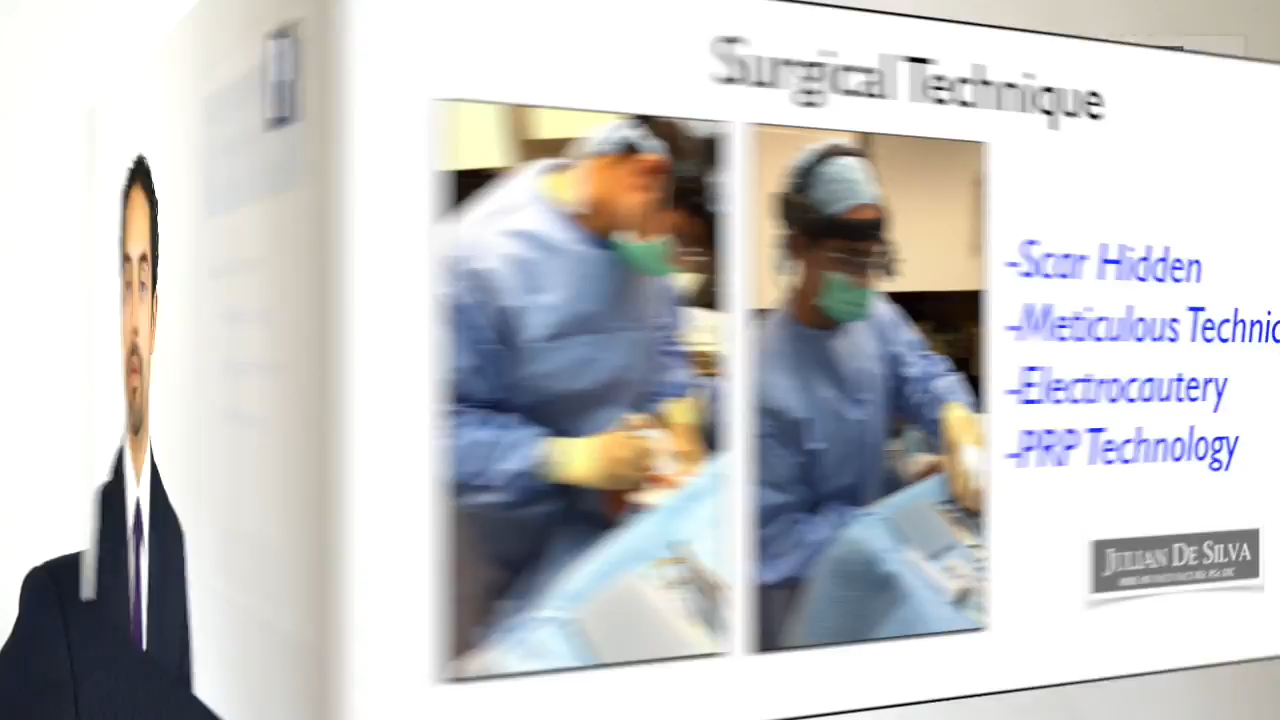 Surgical Technique
-Scar Hidden
-Meticulous Technic
-Electrocautery
-PRP Technology
JULIAN DE SILVA